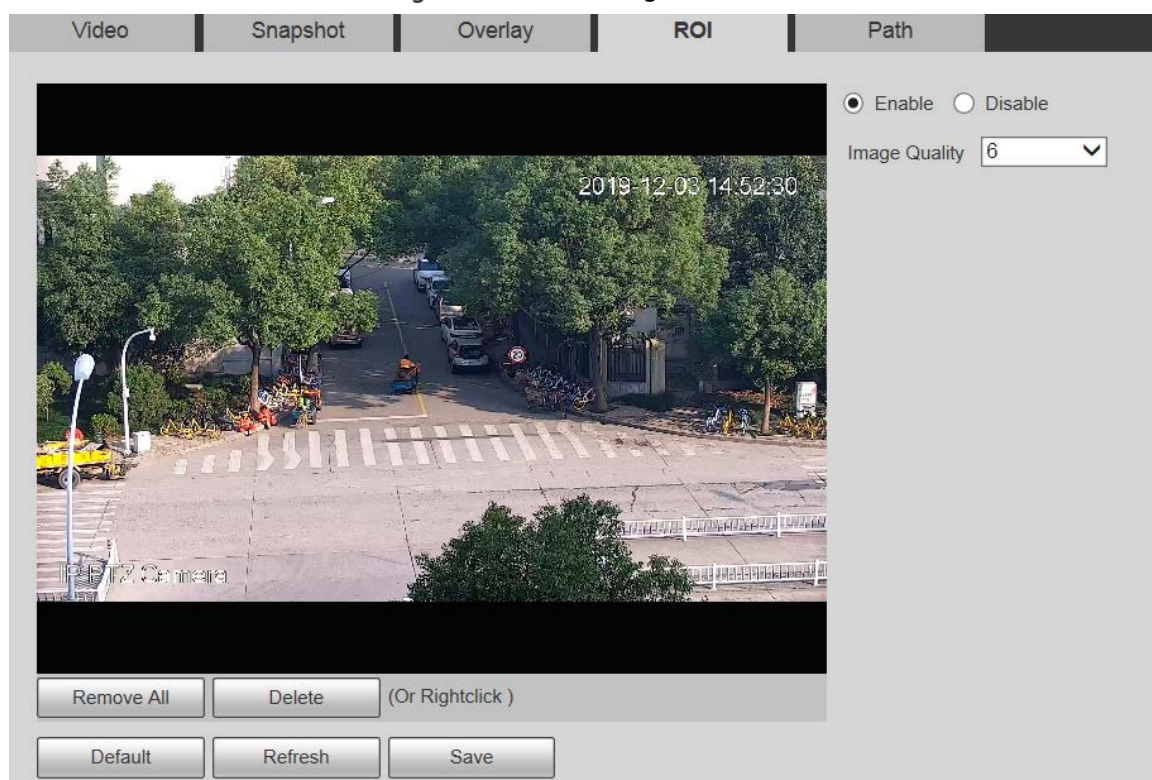 Video Snapshot Overlay ROI Path
Enable Disable
Image Quality 6
2019-12-03 14:52:30
20
IP PTZ Camera
Remove All Delete (Or Rightclick )
Default Refresh Save